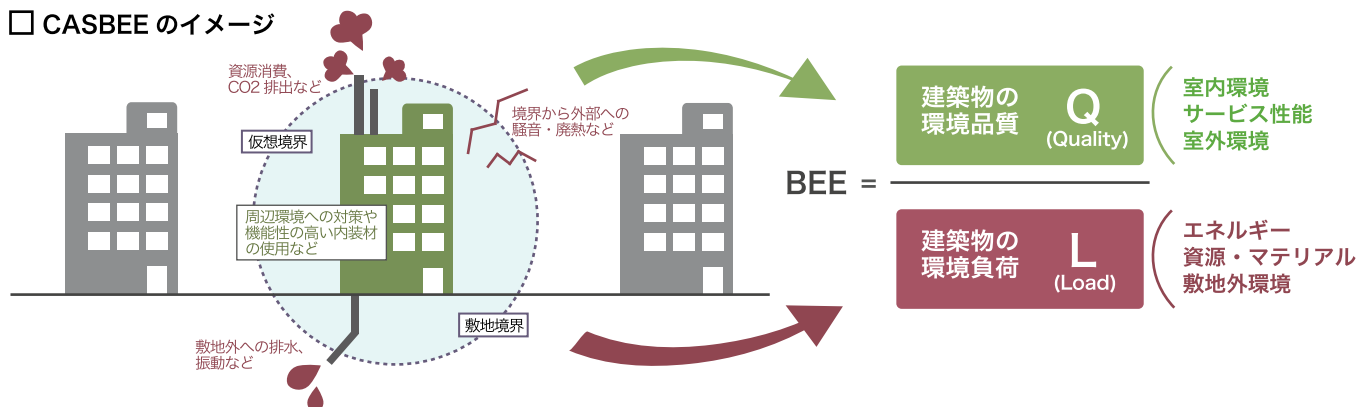 □ CASBEE のイメージ
資源消費、
CO2 排出など
仮想境界
境界から外部への
騒音・廃熱など
周辺環境への対策や
機能性の高い内装材
の使用など
敷地境界
敷地外への排水、
振動など
BEE =
建築物の
環境品質
Q
(Quality)
室内環境
サービス性能
室外環境
建築物の
環境負荷
L
(Load)
エネルギー
資源・マテリアル
敷地外環境